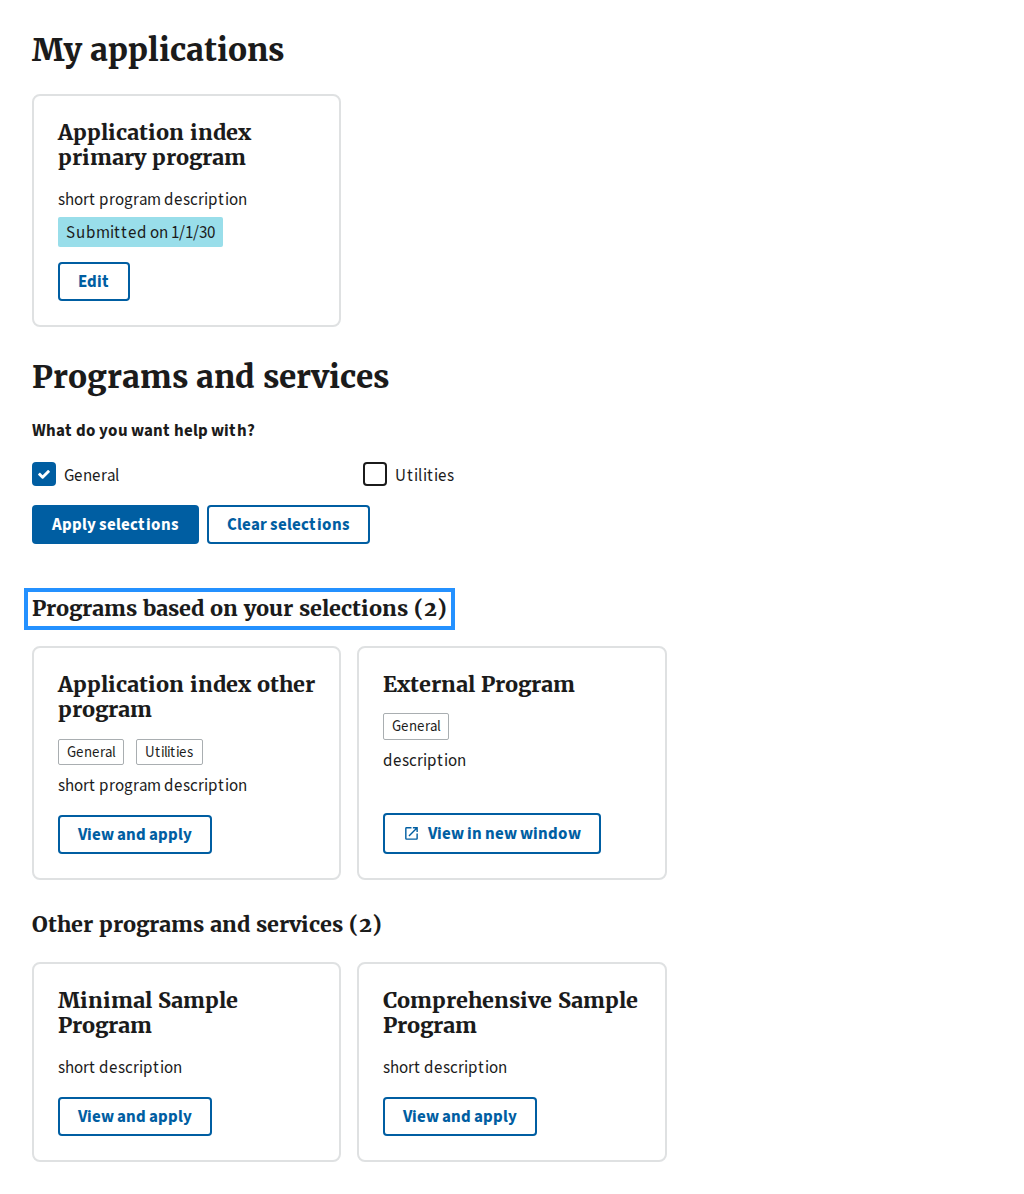 My applications
Application index
primary program
short program description
Submitted on 1/1/30
Edit
Programs and services
What do you want help with?
General
Utilities
Apply selections
Clear selections
Programs based on your selections (2)
Application index other
program
General
Utilities
short program description
View and apply
External Program
General
description
View in new window
Other programs and services (2)
Minimal Sample
Program
short description
View and apply
Comprehensive Sample
Program
short description
View and apply